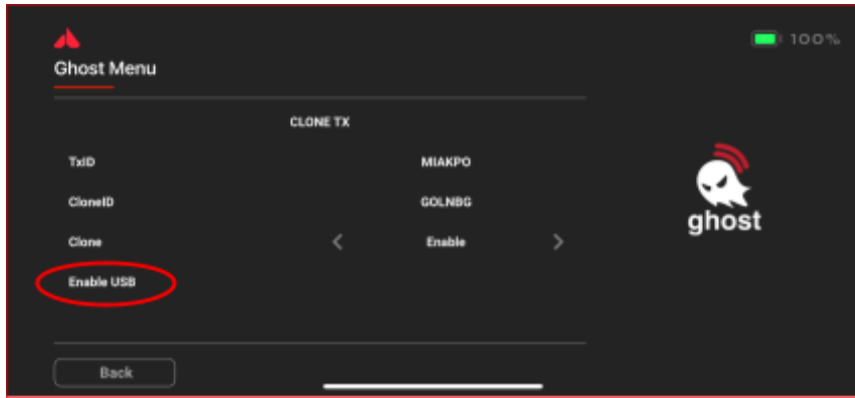 100%
Ghost Menu
CLONE TX
TxID MIAKPO
CloneID GOLNBG
Clone < Enable >
Enable USB
ghost
Back